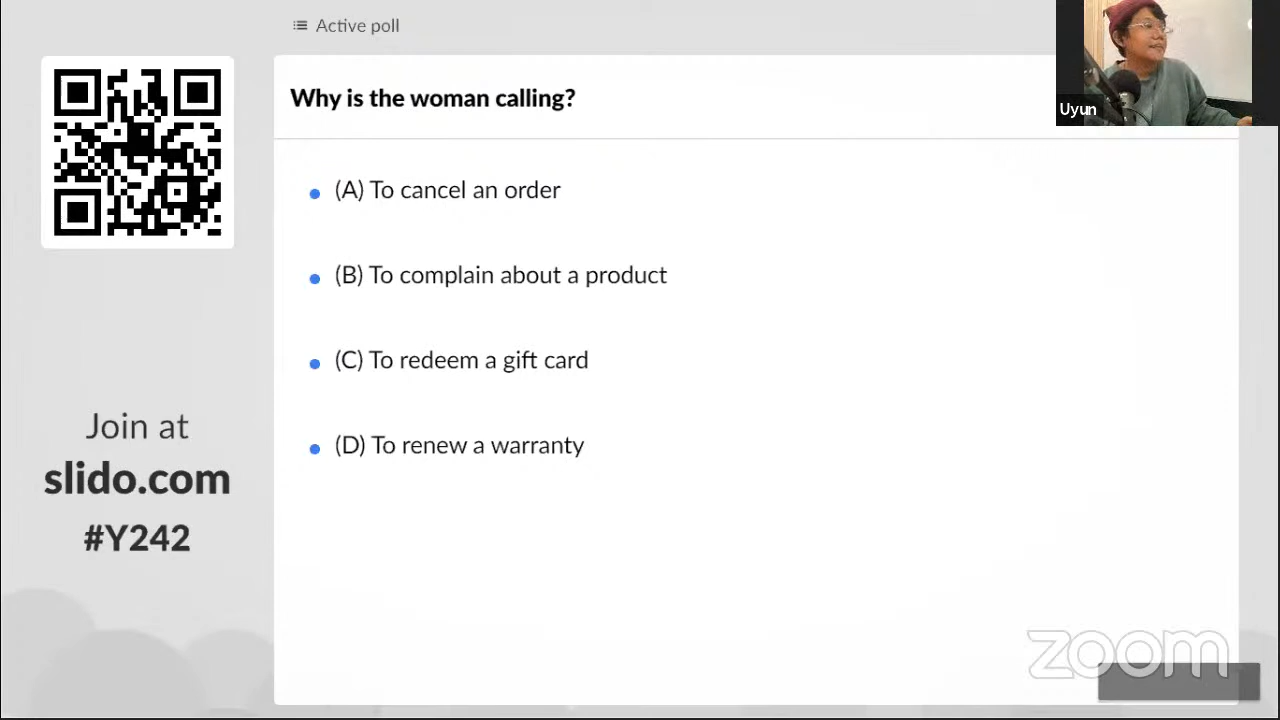 Active poll
Why is the woman calling?
(A) To cancel an order
(B) To complain about a product
(C) To redeem a gift card
(D) To renew a warranty
Join at
slido.com
#Y242
Uyun
zoom